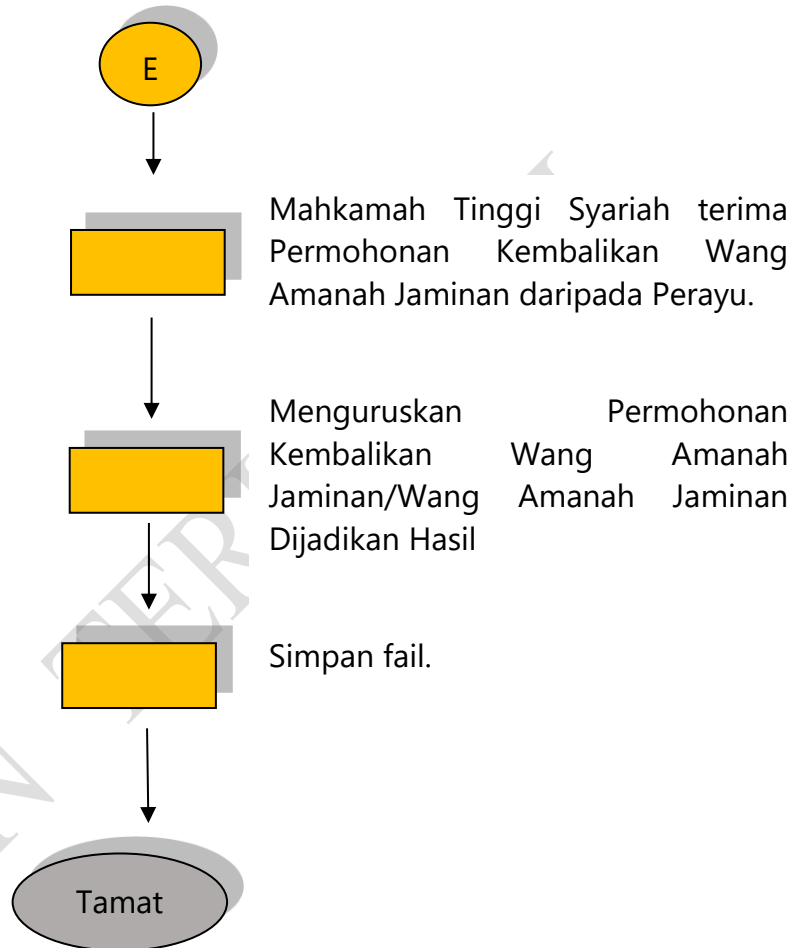 E
Mahkamah Tinggi Syariah terima
Permohonan Kembalikan Wang
Amanah Jaminan daripada Perayu.
Menguruskan Permohonan
Kembalikan Wang Amanah
Jaminan/Wang Amanah Jaminan
Dijadikan Hasil
Simpan fail.
Tamat